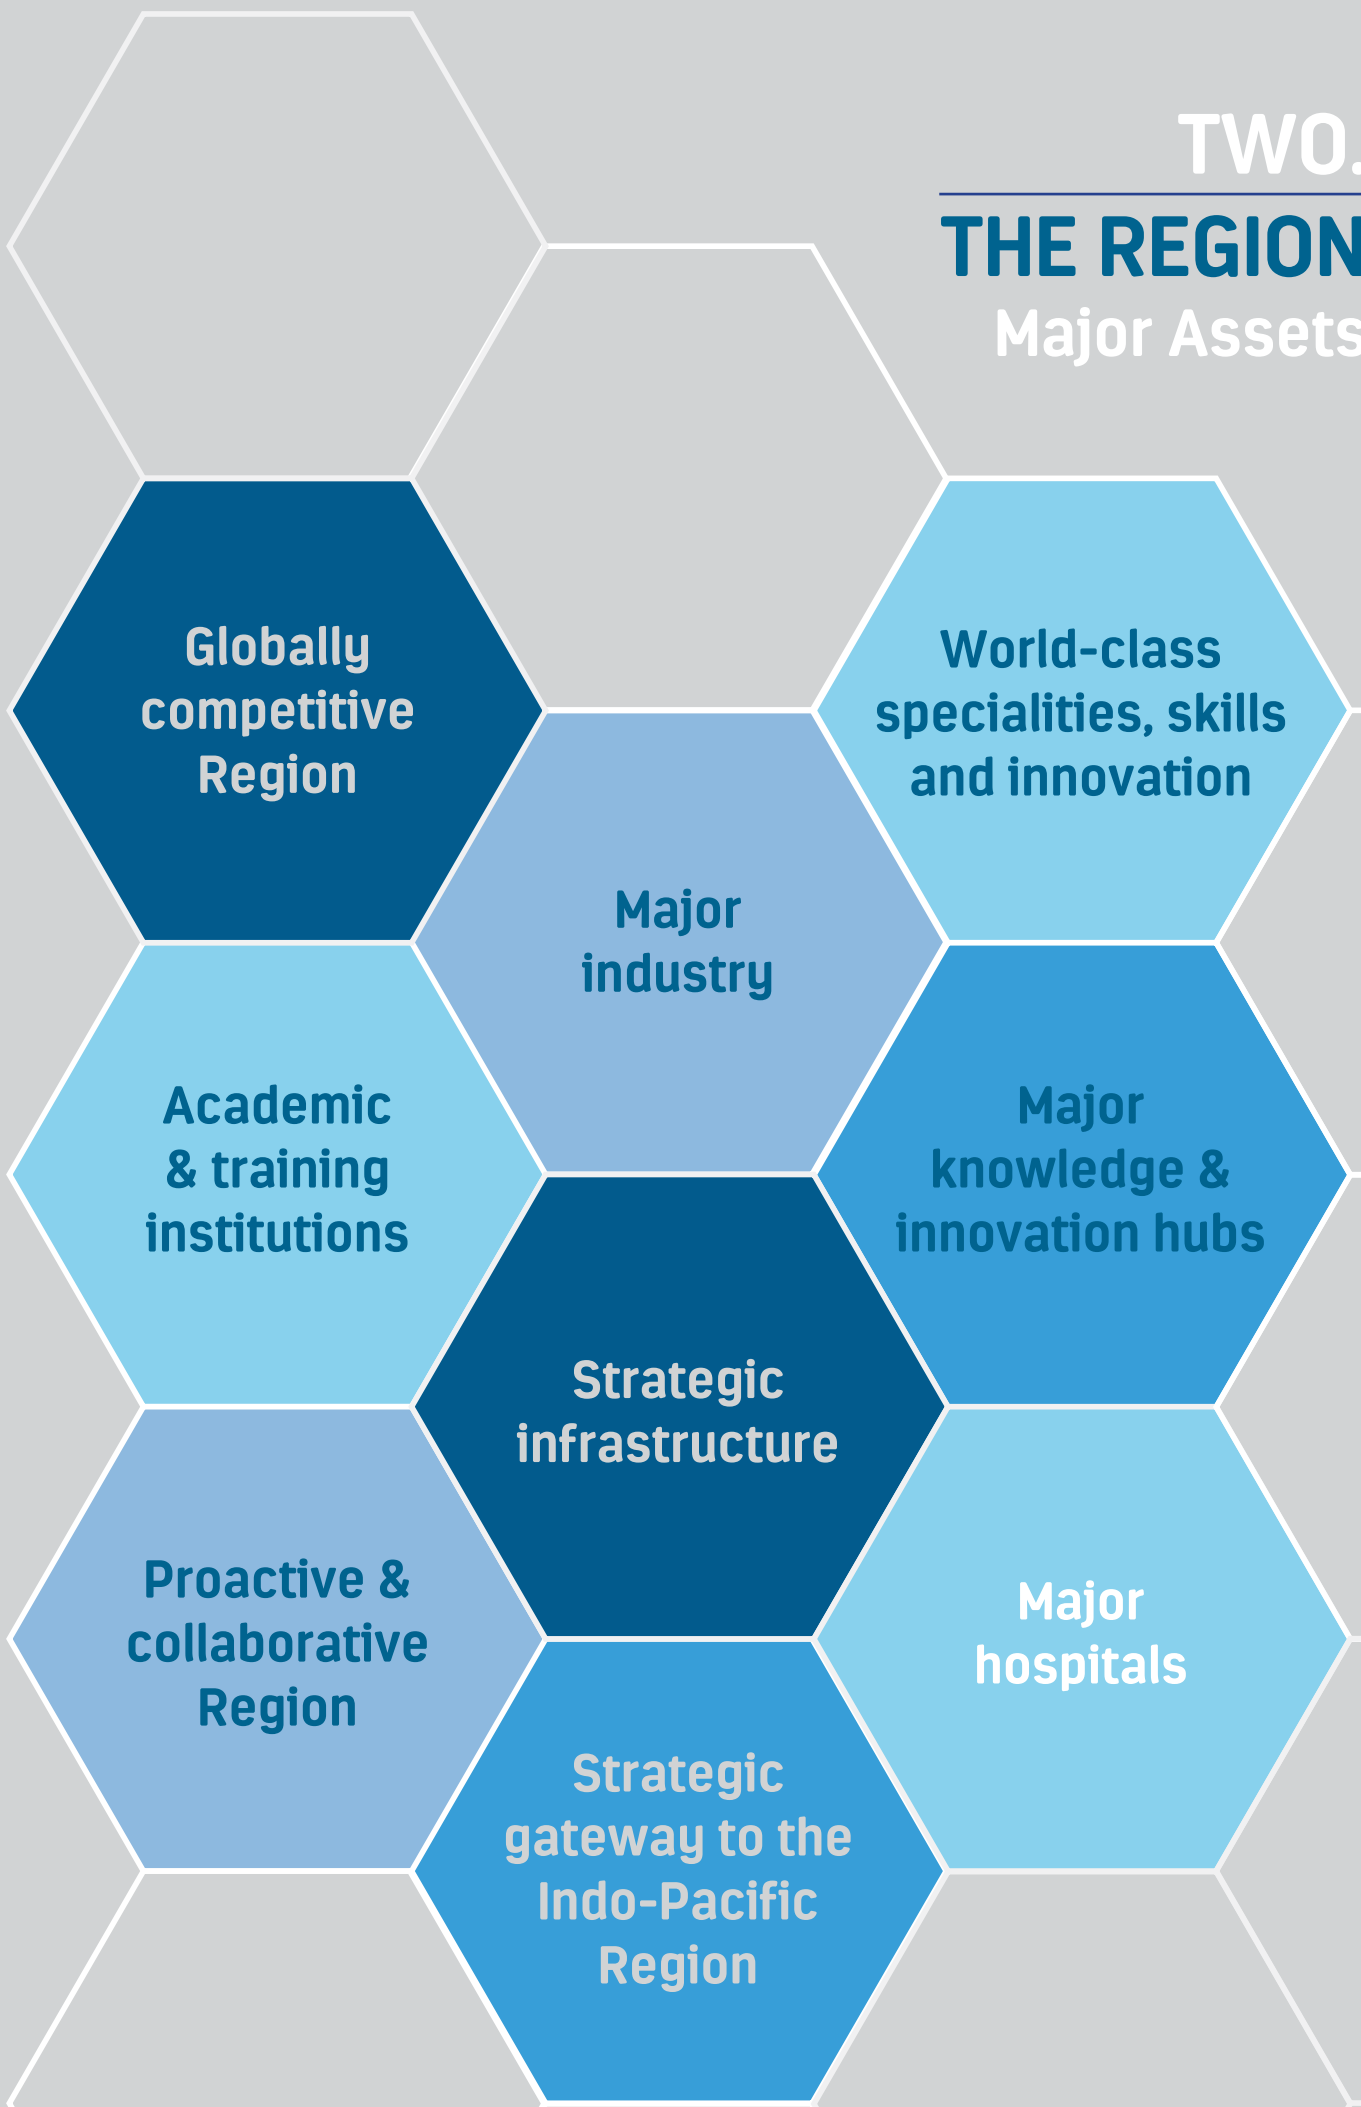 TWO.
THE REGION
Major Assets
Globally
competitive
Region
World-class
specialities, skills
and innovation
Major
industry
Academic
& training
institutions
Major
knowledge &
innovation hubs
Strategic
infrastructure
Proactive &
collaborative
Region
Major
hospitals
Strategic
gateway to the
Indo-Pacific
Region